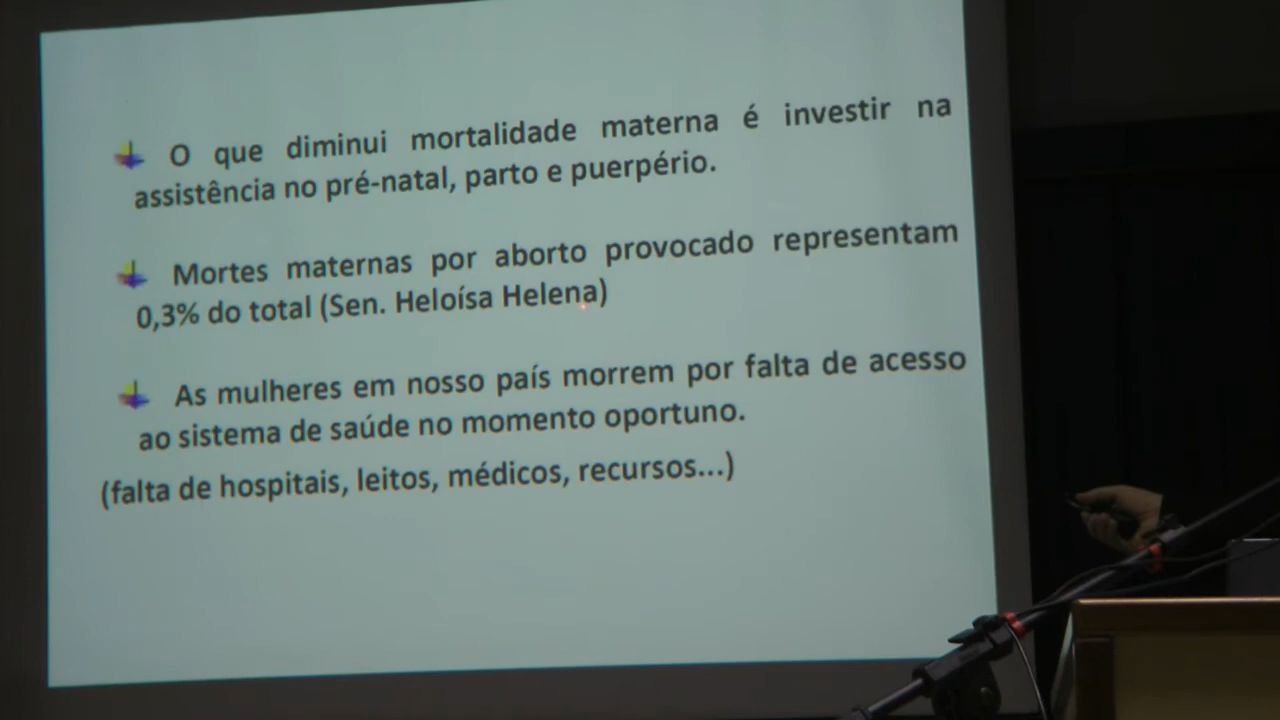 O que diminui mortalidade materna é investir na
assistência no pré-natal, parto e puerpério.
Mortes maternas por aborto provocado representam
0,3% do total (Sen. Heloísa Helena)
As mulheres em nosso país morrem por falta de acesso
ao sistema de saúde no momento oportuno.
(falta de hospitais, leitos, médicos, recursos...)